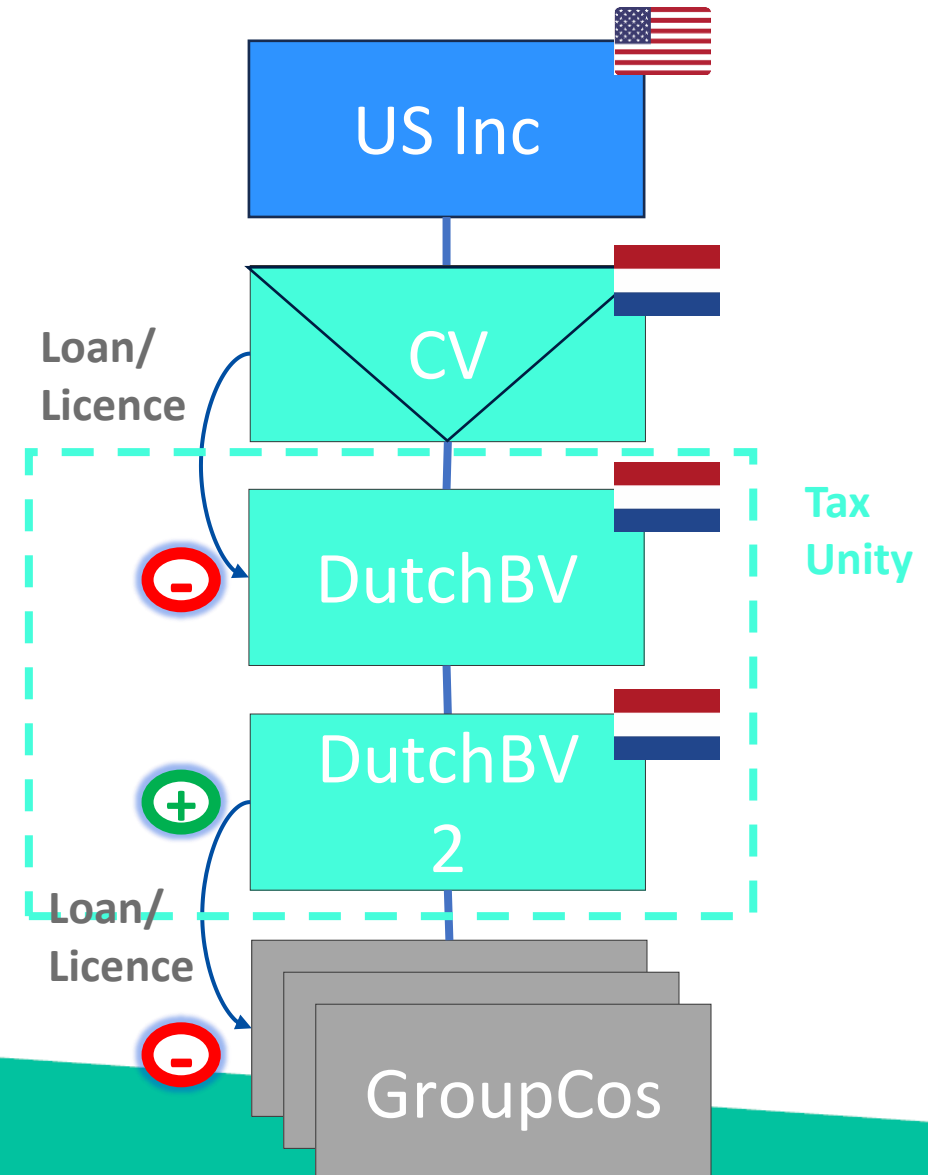 US Inc
Loan/
Licence
CV
Tax
Unity
DutchBV
-
DutchBV
2
+
Loan/
Licence
-
GroupCos